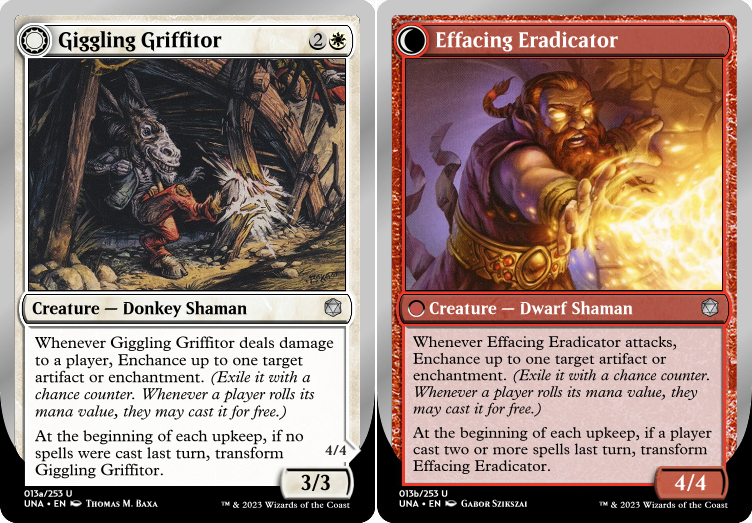 Giggling Griffitor 2
Creature — Donkey Shaman
Whenever Giggling Griffitor deals damage
to a player, Enchance up to one target
artifact or enchantment. (Exile it with a
chance counter. Whenever a player rolls its
mana value, they may cast it for free.)
At the beginning of each upkeep, if no
spells were cast last turn, transform
Giggling Griffitor.
4/4
3/3
013a/253 U
UNA • EN Thomas M. Baxa
™ & 2023 Wizards of the Coast
Effacing Eradicator
Creature — Dwarf Shaman
Whenever Effacing Eradicator attacks,
Enchance up to one target artifact or
enchantment. (Exile it with a chance counter.
Whenever a player rolls its mana value, they
may cast it for free.)
At the beginning of each upkeep, if a player
cast two or more spells last turn, transform
Effacing Eradicator.
4/4
013b/253 U
UNA • EN Gabor Szikszai
™ & 2023 Wizards of the Coast